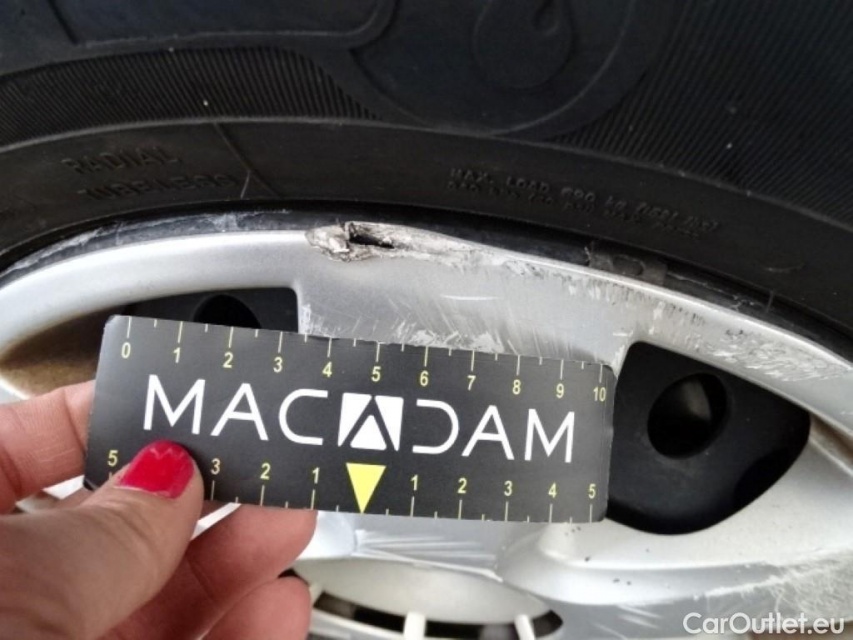 RADIAL
TUBELESS
MAX. LOAD
0 1 2 3 4 5 6 7 8 9 10
MACADAM
5 3 2 1 1 2 3 4 5
CarOutlet.eu